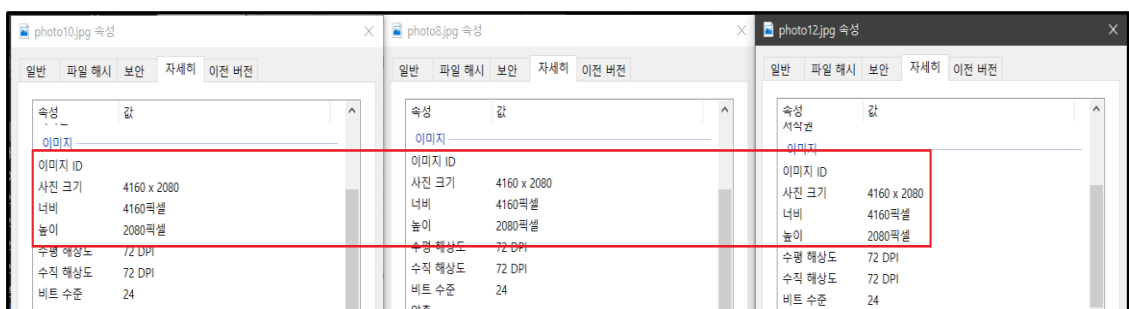 photo10.jpg 속성
일반 파일 해시 보안 자세히 이전 버전
속성 값
이미지
이미지 ID
사진 크기 4160 x 2080
너비 4160픽셀
높이 2080픽셀
수평 해상도 72 DPI
수직 해상도 72 DPI
비트 수준 24
photo8.jpg 속성
일반 파일 해시 보안 자세히 이전 버전
속성 값
이미지
이미지 ID
사진 크기 4160 x 2080
너비 4160픽셀
높이 2080픽셀
수평 해상도 72 DPI
수직 해상도 72 DPI
비트 수준 24
photo12.jpg 속성
일반 파일 해시 보안 자세히 이전 버전
속성 값
저작권
이미지
이미지 ID
사진 크기 4160 x 2080
너비 4160픽셀
높이 2080픽셀
수평 해상도 72 DPI
수직 해상도 72 DPI
비트 수준 24